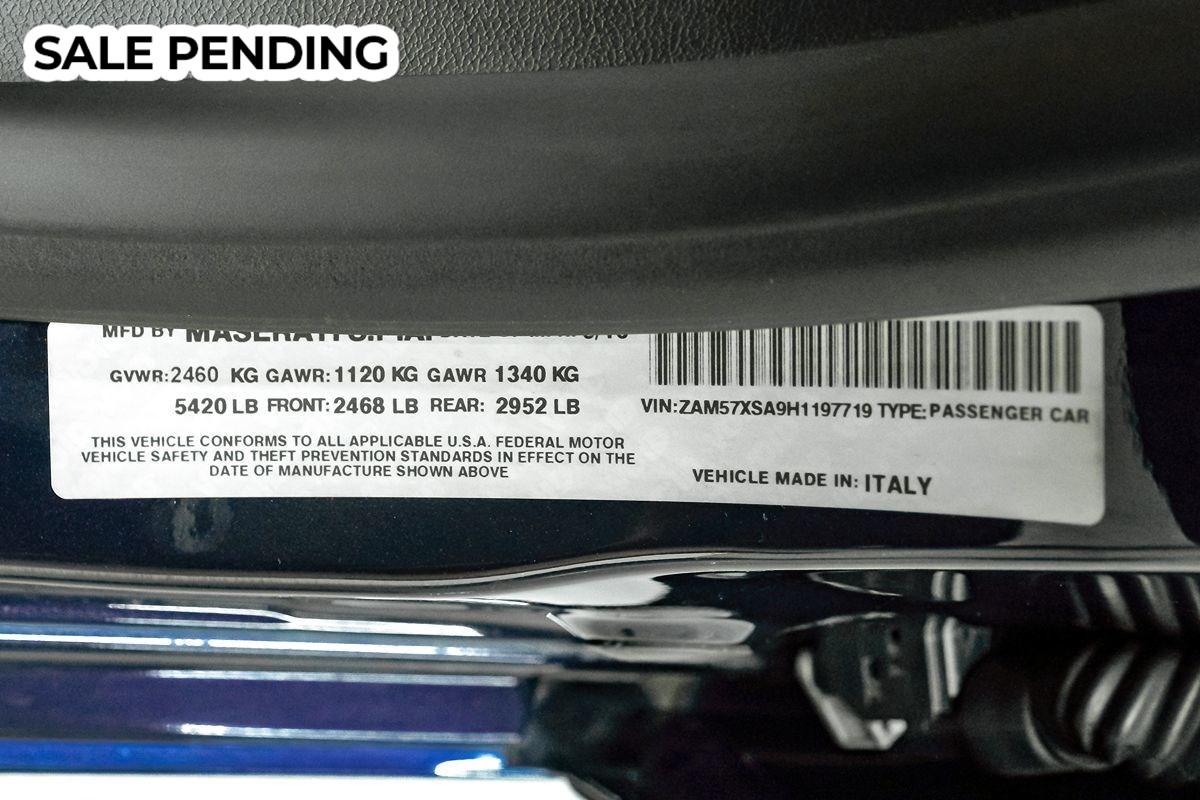 SALE PENDING
MFD BY MASERATI S.P.A.
GVWR:2460 KG GAWR:1120 KG GAWR 1340 KG
5420 LB FRONT:2468 LB REAR: 2952 LB
THIS VEHICLE CONFORMS TO ALL APPLICABLE U.S.A. FEDERAL MOTOR
VEHICLE SAFETY AND THEFT PREVENTION STANDARDS IN EFFECT ON THE
DATE OF MANUFACTURE SHOWN ABOVE
VIN:ZAM57XSA9H1197719 TYPE:PASSENGER CAR
VEHICLE MADE IN: ITALY